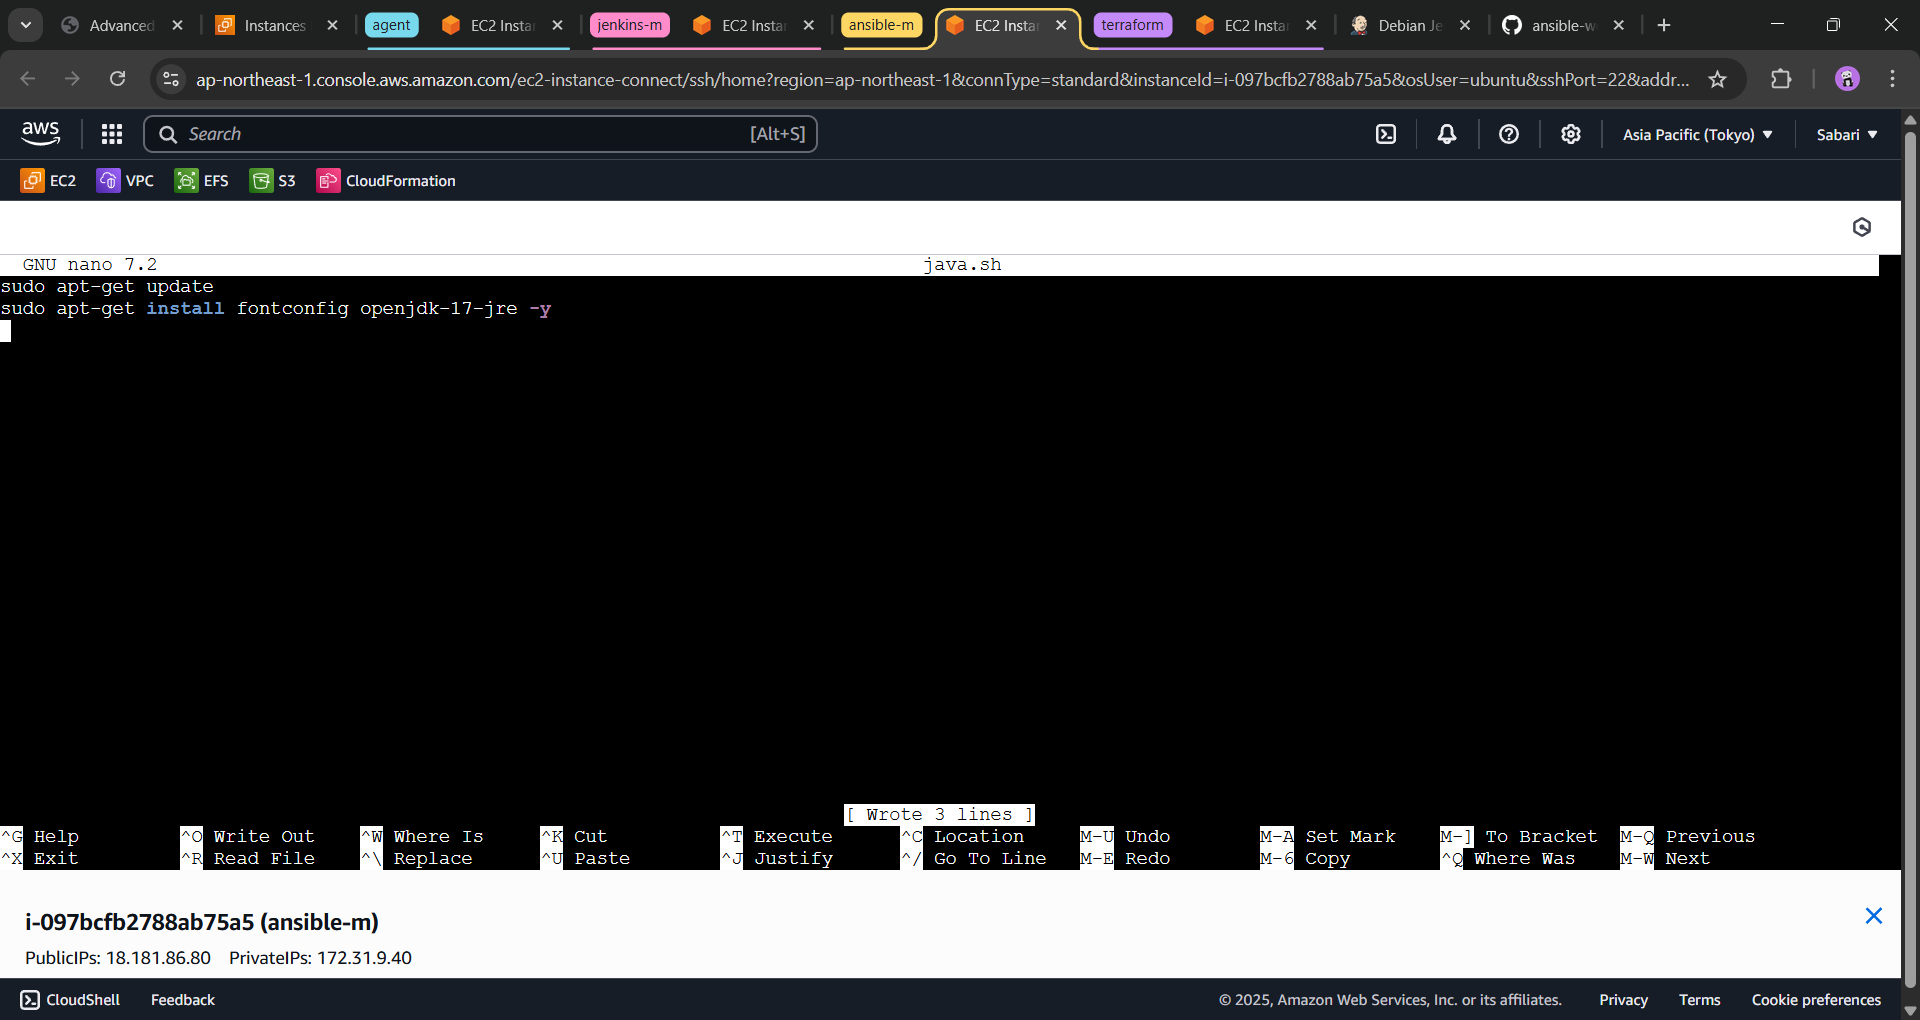 Advanced
Instances
agent
EC2 Insta
jenkins-m
EC2 Insta
ansible-m
EC2 Insta
terraform
EC2 Insta
Debian Je
ansible-w
ap-northeast-1.console.aws.amazon.com/ec2-instance-connect/ssh/home?region=ap-northeast-1&connType=standard&instanceId=i-097bcfb2788ab75a5&osUser=ubuntu&sshPort=22&addr...
aws
Search
[Alt+S]
Asia Pacific (Tokyo)
Sabari
EC2
VPC
EFS
S3
CloudFormation
GNU nano 7.2 java.sh
sudo apt-get update
sudo apt-get install fontconfig openjdk-17-jre -y
[ Wrote 3 lines ]
^G Help ^O Write Out ^W Where Is ^K Cut ^T Execute ^C Location M-U Undo M-A Set Mark M-] To Bracket M-Q Previous
^X Exit ^R Read File ^\ Replace ^U Paste ^J Justify ^/ Go To Line M-E Redo M-6 Copy ^Q Where Was M-W Next
i-097bcfb2788ab75a5 (ansible-m)
PublicIPs: 18.181.86.80 PrivateIPs: 172.31.9.40
CloudShell
Feedback
© 2025, Amazon Web Services, Inc. or its affiliates.
Privacy
Terms
Cookie preferences